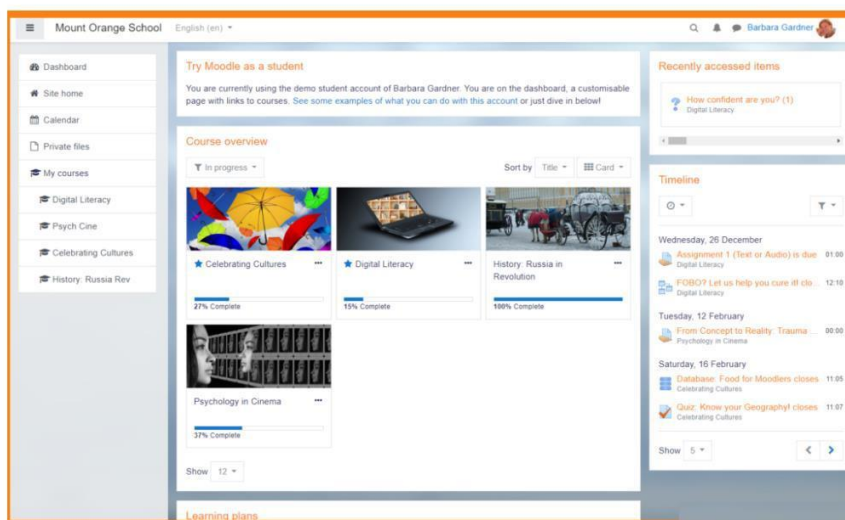 Mount Orange School English (en)
Barbara Gardner
Dashboard
Site home
Calendar
Private files
My courses
Digital Literacy
Psych Cine
Celebrating Cultures
History: Russia Rev
Try Moodle as a student
You are currently using the demo student account of Barbara Gardner. You are on the dashboard, a customisable
page with links to courses. See some examples of what you can do with this account or just dive in below!
Course overview
In progress
Sort by Title Card
Celebrating Cultures
27% Complete
Digital Literacy
15% Complete
History: Russia in
Revolution
100% Complete
Psychology in Cinema
37% Complete
Show 12
Learning plans
Recently accessed items
How confident are you? (1)
Digital Literacy
Timeline
Wednesday, 26 December
Assignment 1 (Text or Audio) is due 01:00
Digital Literacy
FOBO? Let us help you cure it! clo... 12:10
Digital Literacy
Tuesday, 12 February
From Concept to Reality: Trauma ... 00:00
Psychology in Cinema
Saturday, 16 February
Database: Food for Moodlers closes 11:05
Celebrating Cultures
Quiz: Know your Geography! closes 11:07
Celebrating Cultures
Show 5